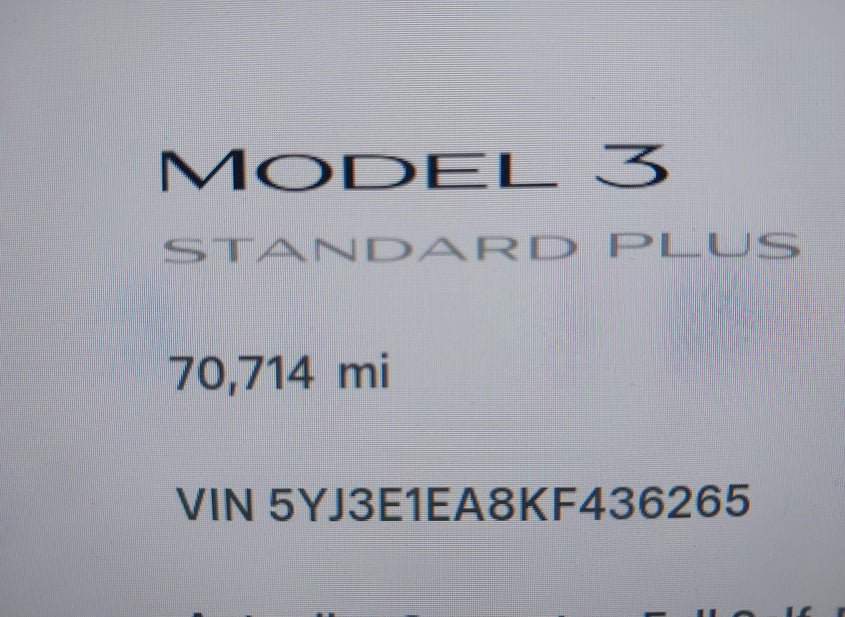 MODEL 3
STANDARD PLUS
70,714 mi
VIN 5YJ3E1EA8KF436265